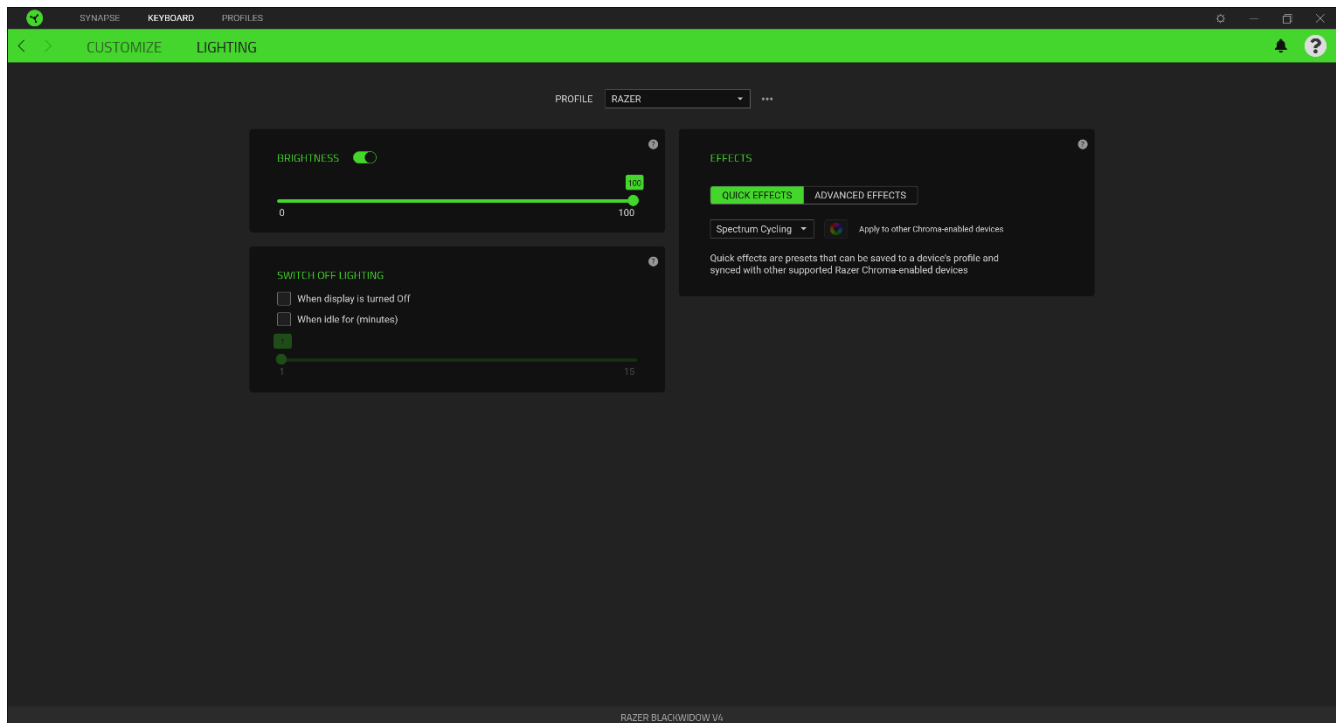 SYNAPSE KEYBOARD PROFILES
CUSTOMIZE LIGHTING
PROFILE RAZER
BRIGHTNESS
100
0 100
SWITCH OFF LIGHTING
When display is turned Off
When idle for (minutes)
1
1 15
EFFECTS
QUICK EFFECTS ADVANCED EFFECTS
Spectrum Cycling Apply to other Chroma-enabled devices
Quick effects are presets that can be saved to a device's profile and
synced with other supported Razer Chroma-enabled devices
RAZER BLACKWIDOW V4